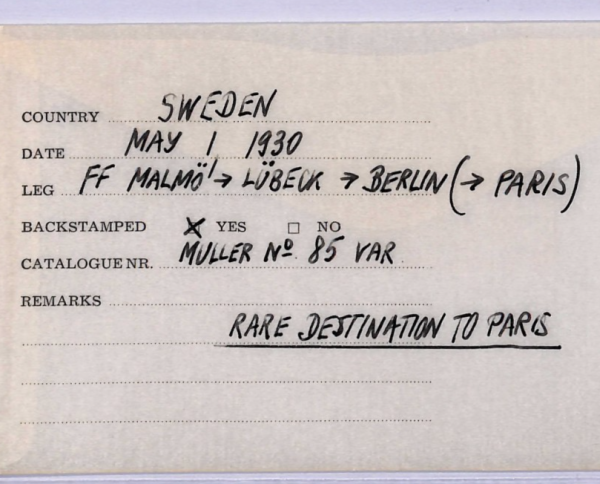 COUNTRY SWEDEN
DATE MAY 1, 1930
LEG FF MALMÖ → LÜBECK → BERLIN (→ PARIS)
BACKSTAMPED ☒ YES ☐ NO
CATALOGUE NR. MULLER Nº 85 VAR
REMARKS
RARE DESTINATION TO PARIS